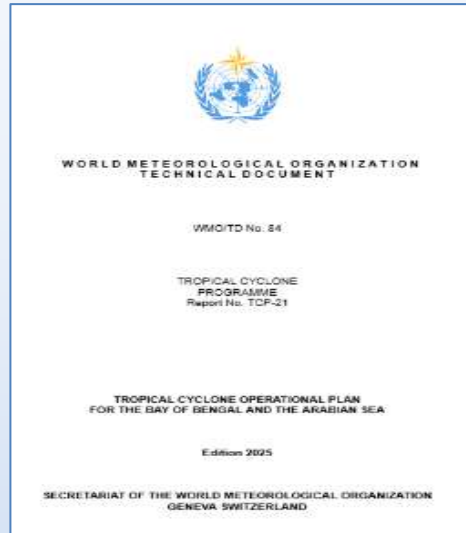 WORLD METEOROLOGICAL ORGANIZATION
TECHNICAL DOCUMENT
WMO/TD No. 84
TROPICAL CYCLONE
PROGRAMME
Report No. TCP-21
TROPICAL CYCLONE OPERATIONAL PLAN
FOR THE BAY OF BENGAL AND THE ARABIAN SEA
Edition 2025
SECRETARIAT OF THE WORLD METEOROLOGICAL ORGANIZATION
GENEVA SWITZERLAND